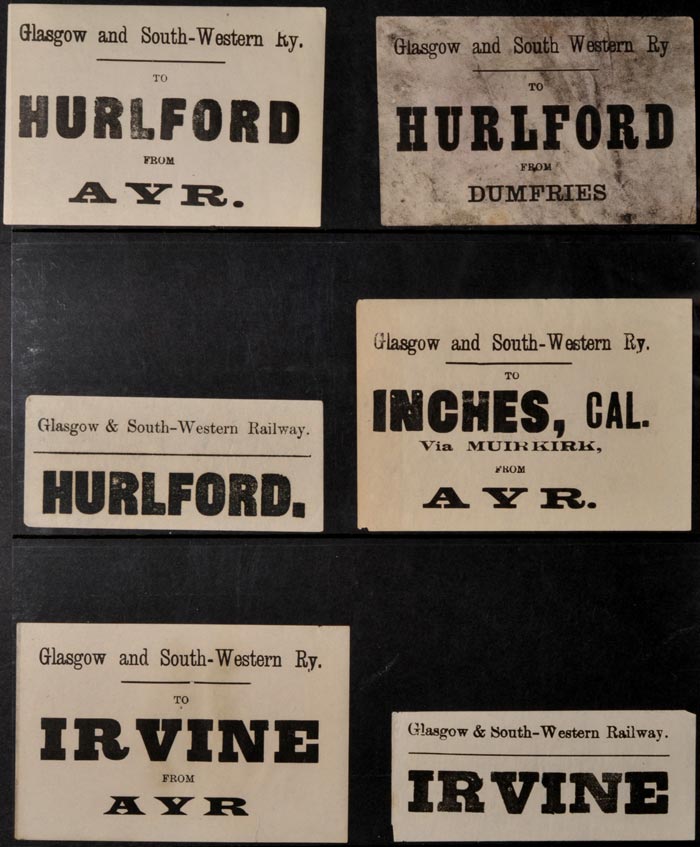 Glasgow and South-Western Ry.
TO
HURLFORD
FROM
AYR.
Glasgow and South Western Ry
TO
HURLFORD
FROM
DUMFRIES
Glasgow & South-Western Railway.
HURLFORD.
Glasgow and South-Western Ry.
TO
INCHES, CAL.
Via MUIRKIRK,
FROM
AYR.
Glasgow and South-Western Ry.
TO
IRVINE
FROM
AYR
Glasgow & South-Western Railway.
IRVINE